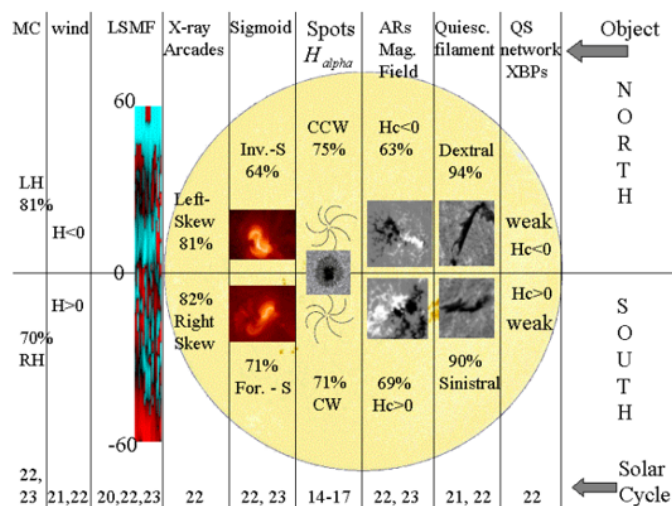 MC wind LSMF X-ray Arcades Sigmoid Spots H alpha ARs Mag. Field Quiesc. filament QS network XBPs Object
60
CCW 75%
Hc<0 63%
Inv.-S 64%
Dextral 94%
NORTH
LH 81%
Left-Skew 81%
H<0
weak Hc<0
0
H>0
82% Right Skew
Hc>0 weak
70% RH
71% For. - S
71% CW
69% Hc>0
90% Sinistral
SOUTH
-60
Solar Cycle
22, 23
21,22
20,22,23
22
22, 23
14-17
22, 23
21, 22
22